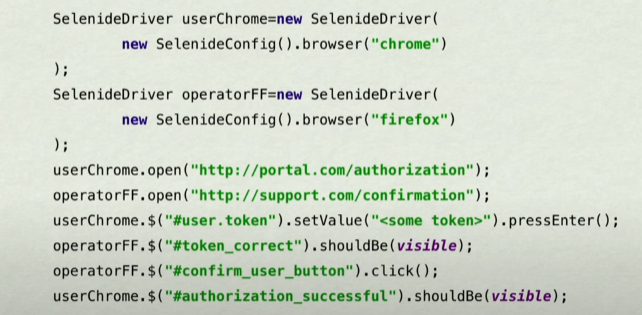 SelenideDriver userChrome=new SelenideDriver(
new SelenideConfig().browser("chrome")
);
SelenideDriver operatorFF=new SelenideDriver(
new SelenideConfig().browser("firefox")
);
userChrome.open("http://portal.com/authorization");
operatorFF.open("http://support.com/confirmation");
userChrome.$("#user.token").setValue("<some token>").pressEnter();
operatorFF.$("#token_correct").shouldBe(visible);
operatorFF.$("#confirm_user_button").click();
userChrome.$("#authorization_successful").shouldBe(visible);